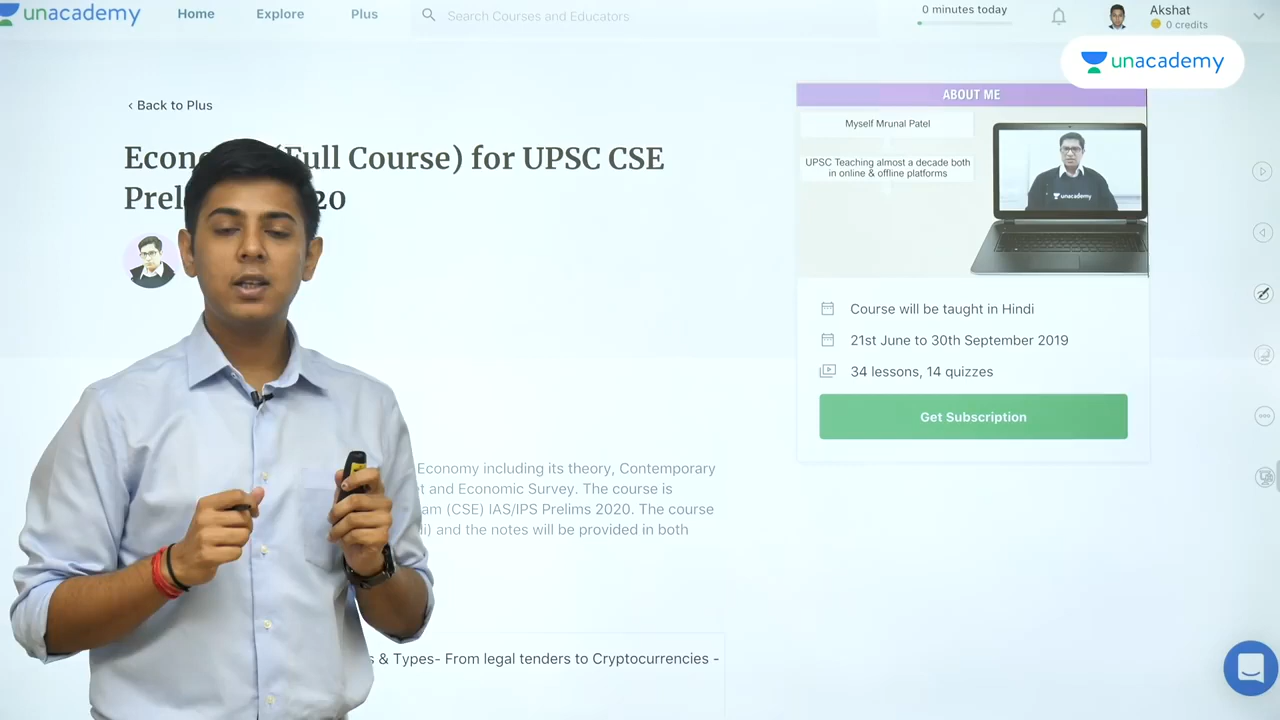 unacademy
Home
Explore
Plus
Search Courses and Educators
0 minutes today
Akshat
0 credits
unacademy
‹ Back to Plus
Full Course) for UPSC CSE
20
ABOUT ME
Myself Mrunal Patel
UPSC Teaching almost a decade both
in online & offline platforms
unacademy
Course will be taught in Hindi
21st June to 30th September 2019
34 lessons, 14 quizzes
Get Subscription
Economy including its theory, Contemporary
and Economic Survey. The course is
(CSE) IAS/IPS Prelims 2020. The course
and the notes will be provided in both
& Types- From legal tenders to Cryptocurrencies -